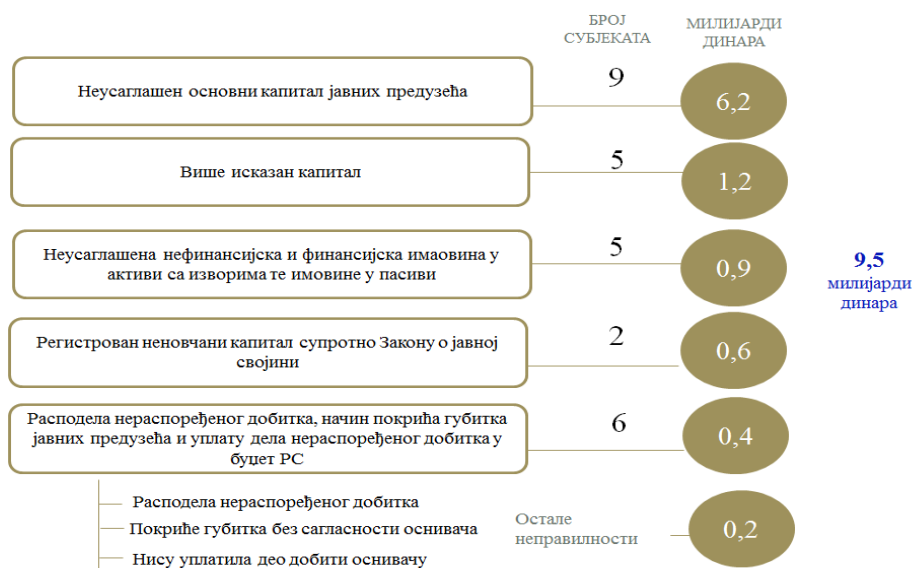 БРОЈ
СУБЈЕКАТА
МИЛИЈАРДИ
ДИНАРА
Неусаглашен основни капитал јавних предузећа
9
6,2
Више исказан капитал
5
1,2
Неусаглашена нефинансијска и финансијска имаовина у
активи са изворима те имовине у пасиви
5
0,9
9,5
милијарди
динара
Регистрован неновчани капитал супротно Закону о јавној
својини
2
0,6
Расподела нераспоређеног добитка, начин покрића губитка
јавних предузећа и уплату дела нераспоређеног добитка у
буџет РС
6
0,4
Расподела нераспоређеног добитка
Покриће губитка без сагласности оснивача
Нису уплатила део добити оснивачу
Остале
неправилности
0,2